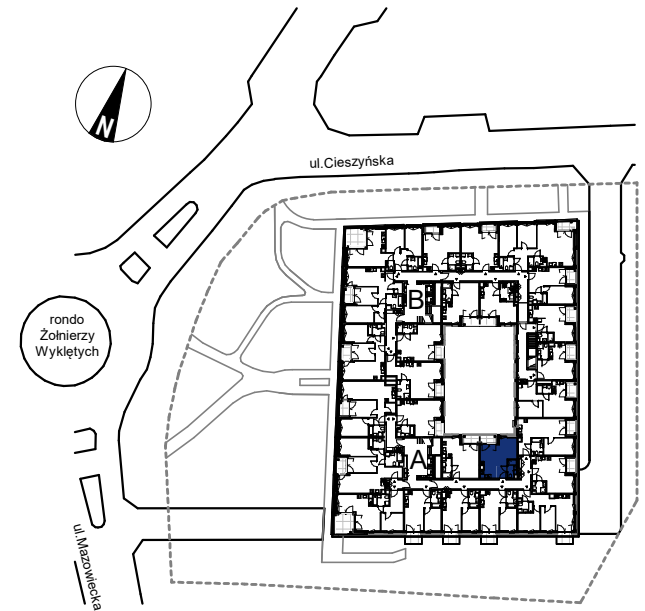 N
ul.Cieszyńska
rondo
Żołnierzy
Wyklętych
B
A
ul.Mazowiecka